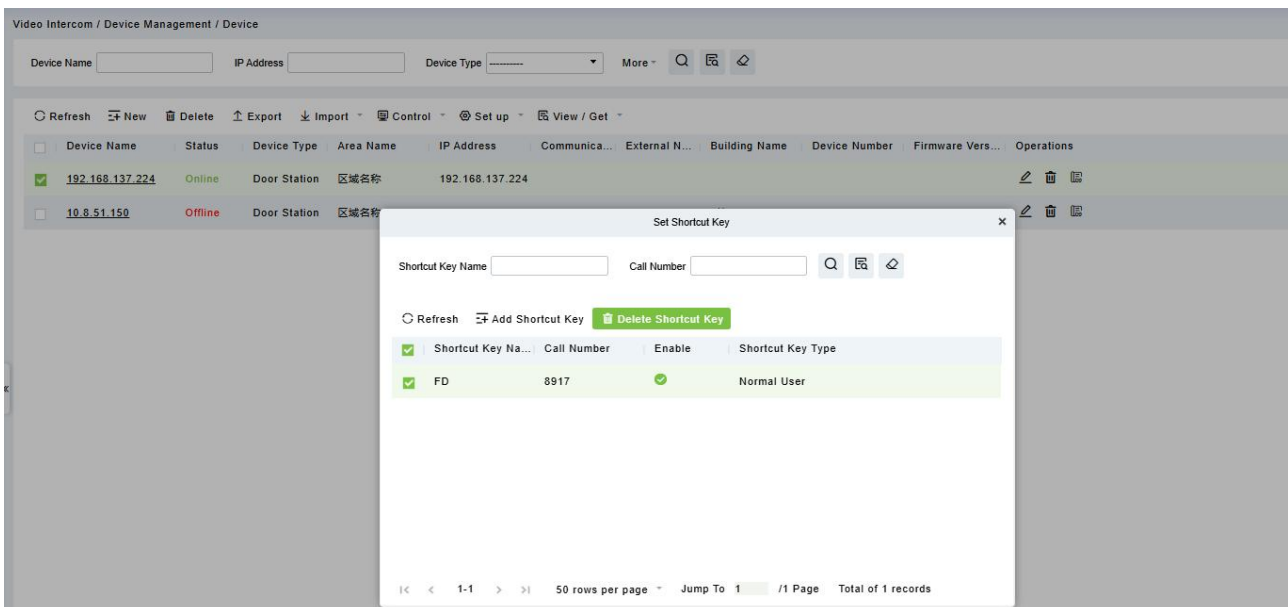 Video Intercom / Device Management / Device
Device Name IP Address Device Type ---------- More
Refresh New Delete Export Import Control Set up View / Get
Device Name Status Device Type Area Name IP Address Communica... External N... Building Name Device Number Firmware Vers... Operations
192.168.137.224 Online Door Station 区域名称 192.168.137.224
10.8.51.150 Offline Door Station 区域名称
Set Shortcut Key
Shortcut Key Name Call Number
Refresh Add Shortcut Key Delete Shortcut Key
Shortcut Key Na... Call Number Enable Shortcut Key Type
FD 8917 Normal User
1-1 50 rows per page Jump To 1 /1 Page Total of 1 records